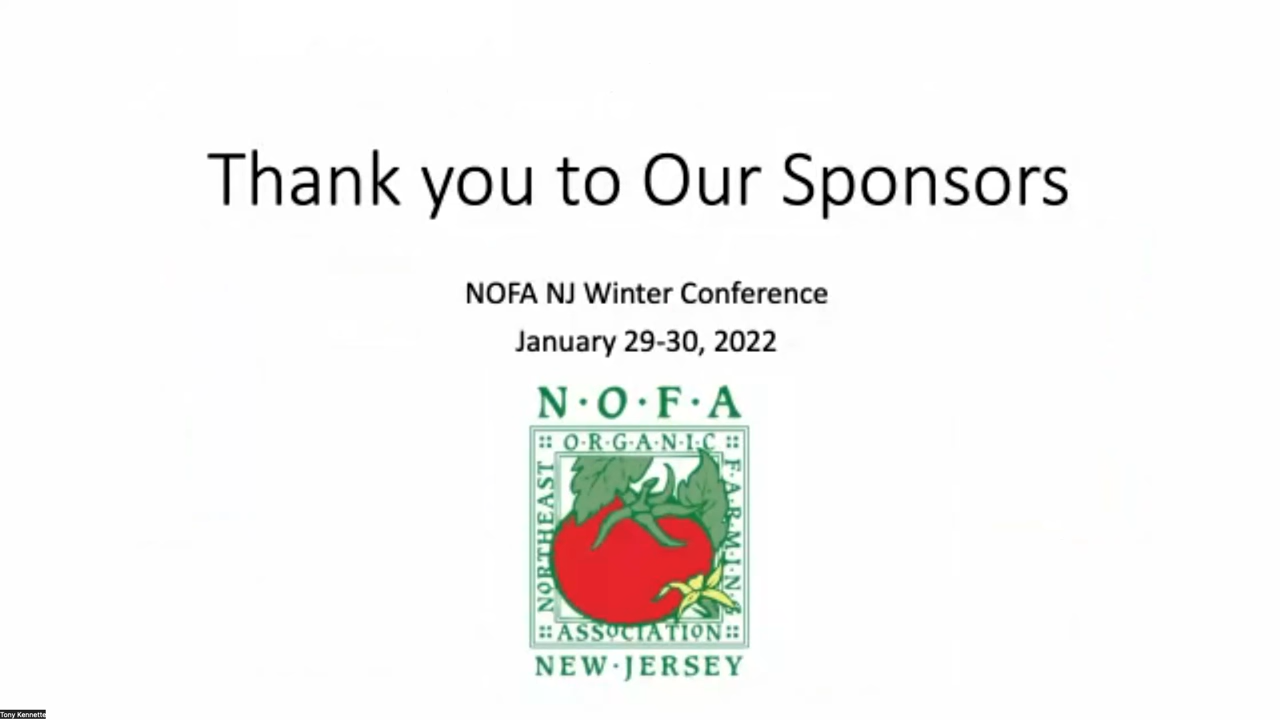 Thank you to Our Sponsors
NOFA NJ Winter Conference
January 29-30, 2022
N·O·F·A
O·R·G·A·N·I·C
NORTHEAST
F·A·R·M·I·N·G
ASSOCIATION
NEW·JERSEY
Tony Kennette